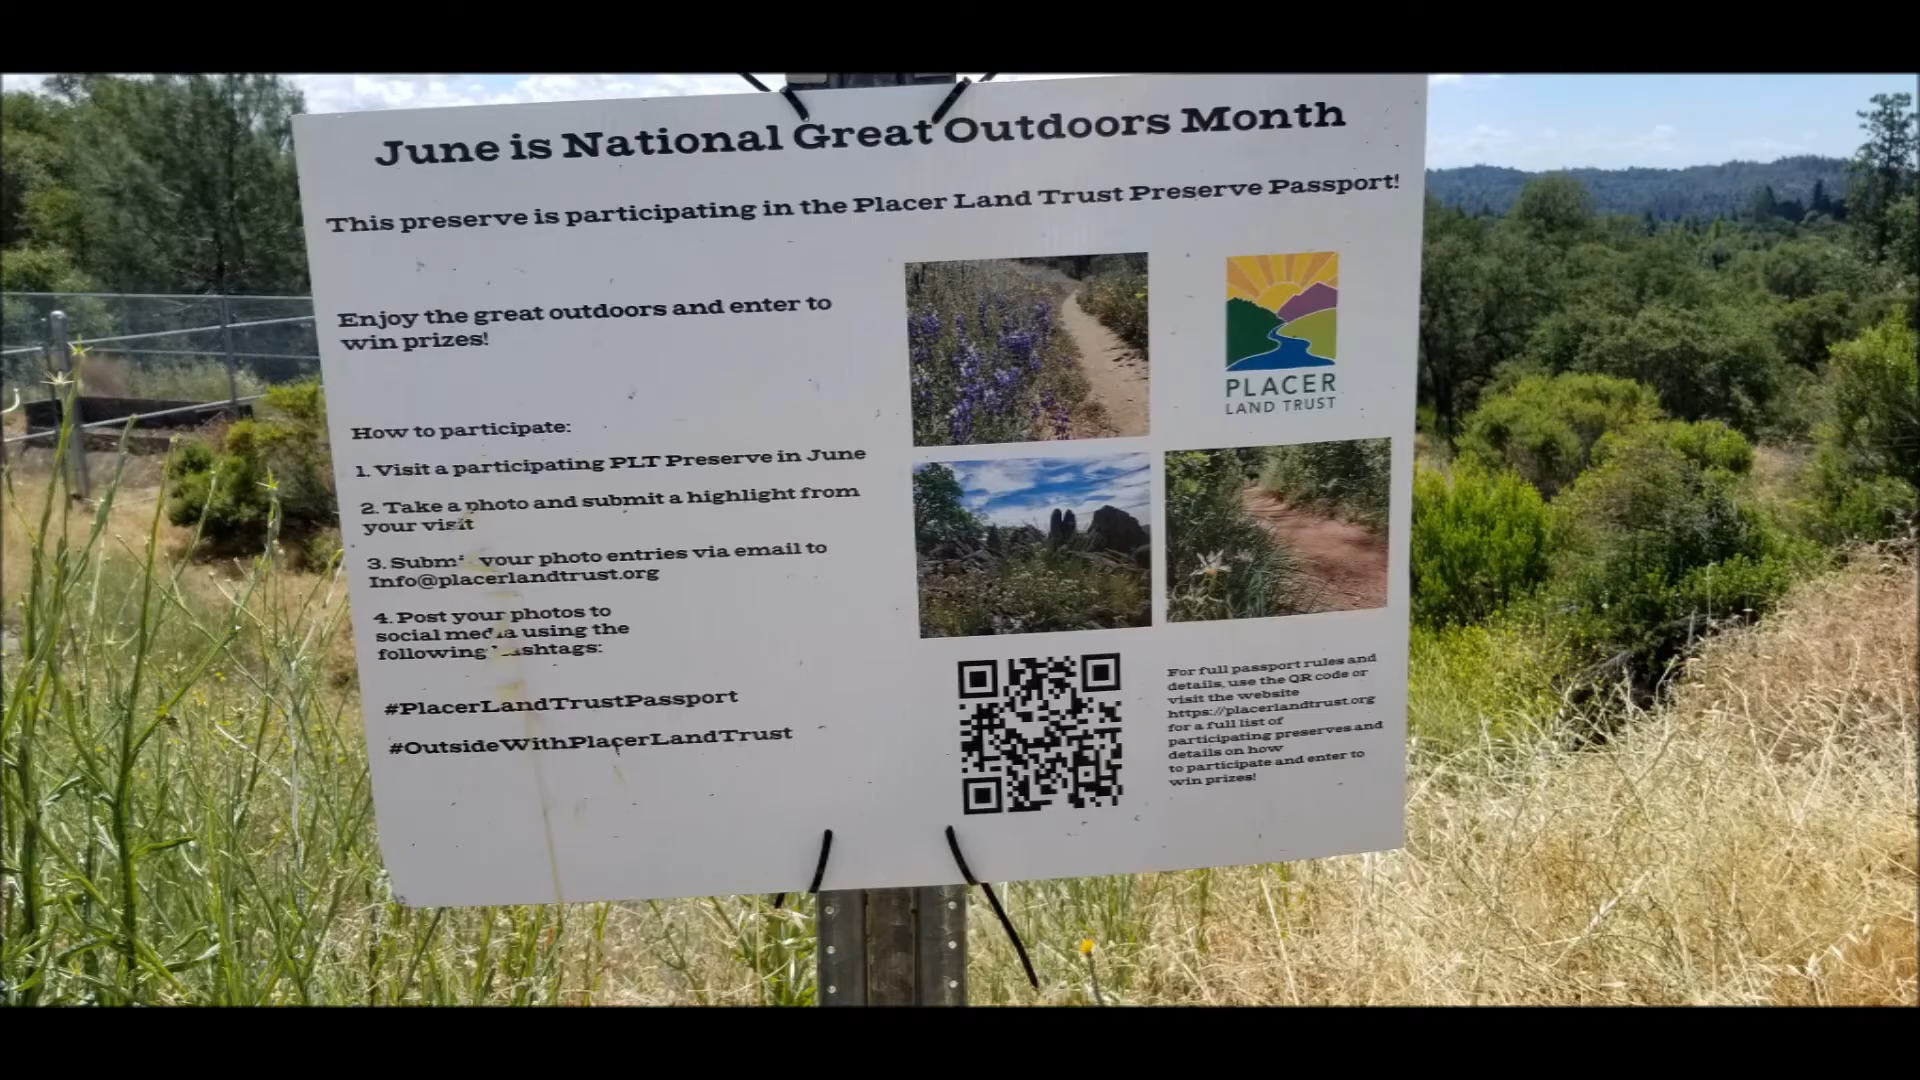 June is National Great Outdoors Month
This preserve is participating in the Placer Land Trust Preserve Passport!
Enjoy the great outdoors and enter to
win prizes!
How to participate:
1. Visit a participating PLT Preserve in June
2. Take a photo and submit a highlight from
your visit
3. Submit your photo entries via email to
Info@placerlandtrust.org
4. Post your photos to
social media using the
following hashtags:
#PlacerLandTrustPassport
#OutsideWithPlacerLandTrust
PLACER
LAND TRUST
For full passport rules and
details, use the QR code or
visit the website
https://placerlandtrust.org
for a full list of
participating preserves and
details on how
to participate and enter to
win prizes!